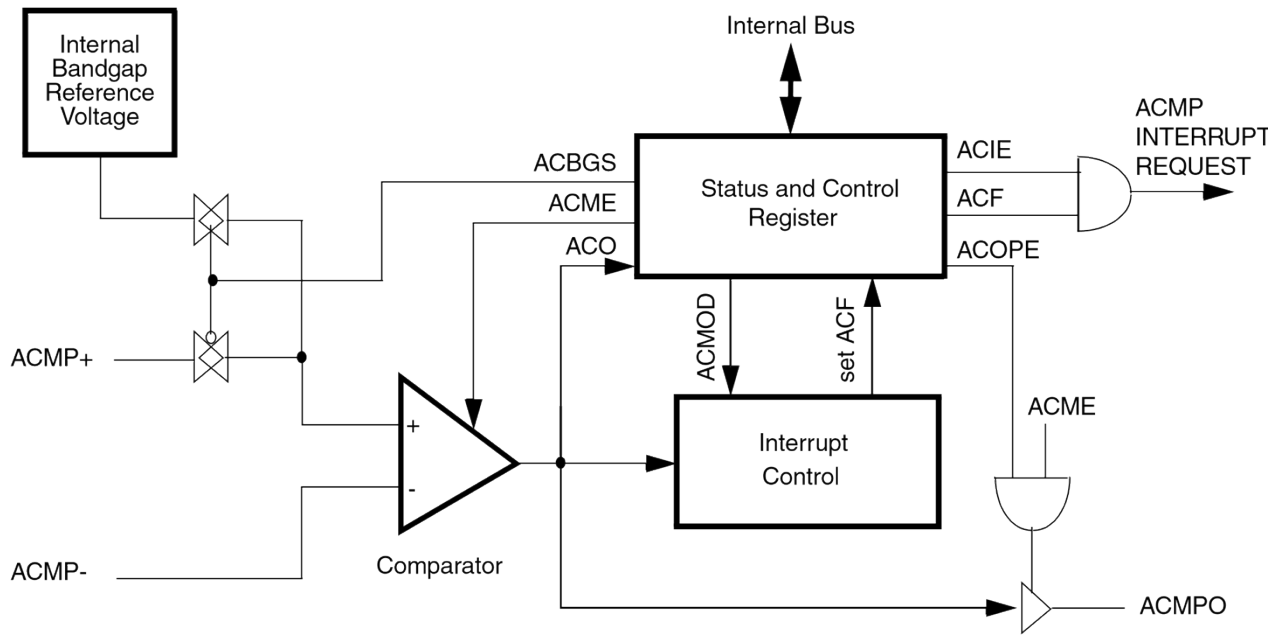 Internal Bus
Internal
Bandgap
Reference
Voltage
ACMP
INTERRUPT
REQUEST
ACBGS
ACME
ACO
Status and Control
Register
ACIE
ACF
ACOPE
ACMOD
set ACF
ACMP+
ACME
+
-
Interrupt
Control
Comparator
ACMP-
ACMPO